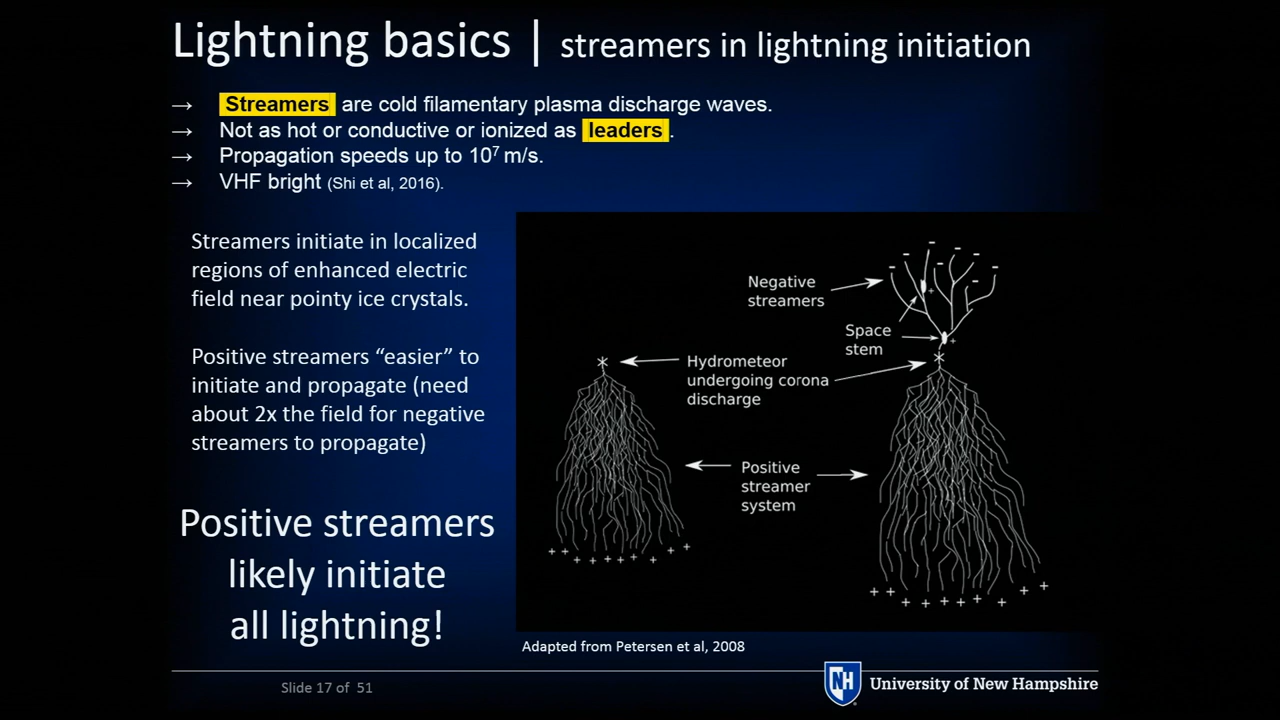 Lightning basics | streamers in lightning initiation
→ Streamers are cold filamentary plasma discharge waves.
→ Not as hot or conductive or ionized as leaders.
→ Propagation speeds up to 10⁷ m/s.
→ VHF bright (Shi et al, 2016).
Streamers initiate in localized
regions of enhanced electric
field near pointy ice crystals.
Positive streamers “easier” to
initiate and propagate (need
about 2x the field for negative
streamers to propagate)
Positive streamers
likely initiate
all lightning!
Negative
streamers
Space
stem
Hydrometeor
undergoing corona
discharge
Positive
streamer
system
Adapted from Petersen et al, 2008
Slide 17 of 51
NH
University of New Hampshire